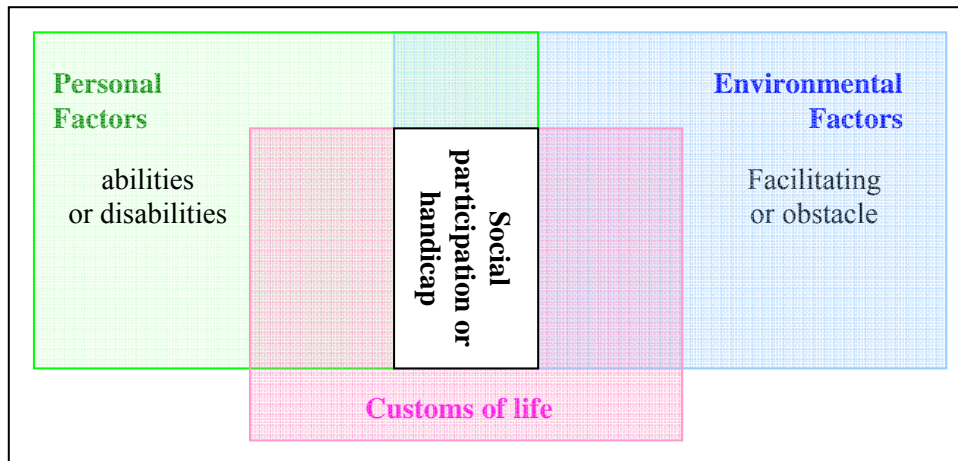 Personal
Factors
abilities
or disabilities
Social
participation or
handicap
Environmental
Factors
Facilitating
or obstacle
Customs of life